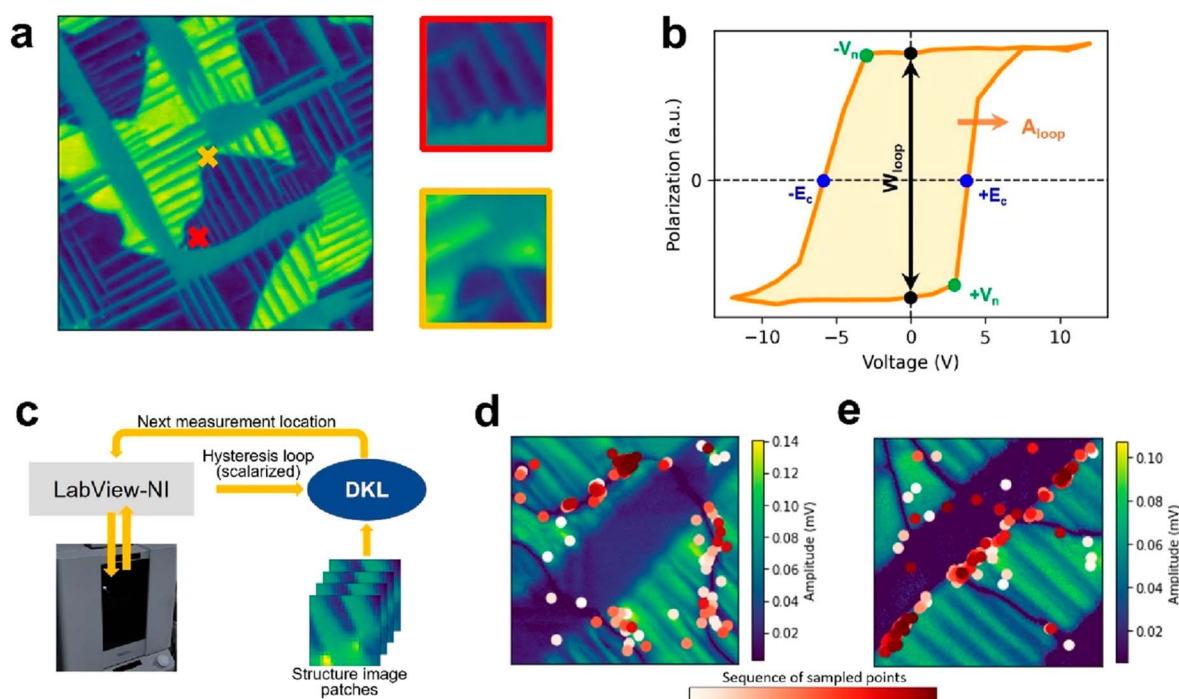 a
b
Polarization (a.u.)
0
-Vn
Wloop
Aloop
-Ec
+Ec
+Vn
−10
−5
0
5
10
Voltage (V)
c
Next measurement location
Hysteresis loop
(scalarized)
LabView-NI
DKL
Structure image
patches
d
0.14
0.12
0.10
0.08
0.06
0.04
0.02
Amplitude (mV)
e
0.10
0.08
0.06
0.04
0.02
Amplitude (mV)
Sequence of sampled points